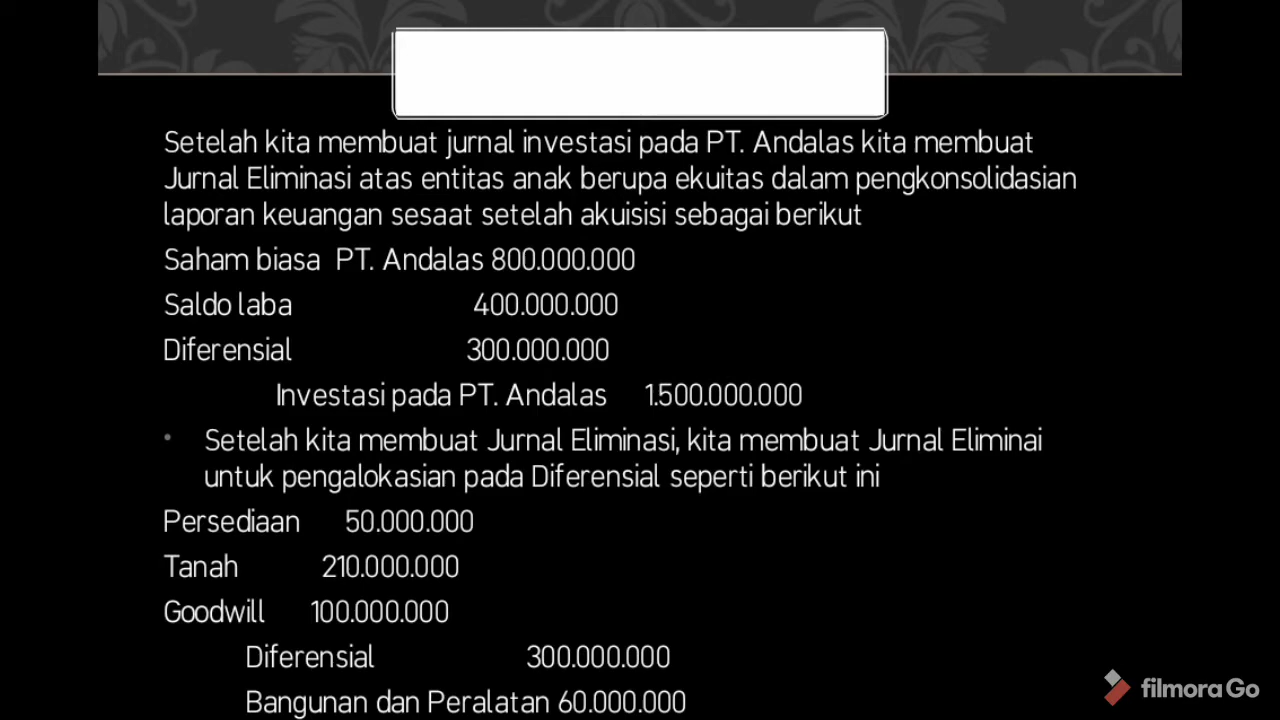 Setelah kita membuat jurnal investasi pada PT. Andalas kita membuat
Jurnal Eliminasi atas entitas anak berupa ekuitas dalam pengkonsolidasian
laporan keuangan sesaat setelah akuisisi sebagai berikut
Saham biasa PT. Andalas 800.000.000
Saldo laba 400.000.000
Diferensial 300.000.000
Investasi pada PT. Andalas 1.500.000.000
• Setelah kita membuat Jurnal Eliminasi, kita membuat Jurnal Eliminai
untuk pengalokasian pada Diferensial seperti berikut ini
Persediaan 50.000.000
Tanah 210.000.000
Goodwill 100.000.000
Diferensial 300.000.000
Bangunan dan Peralatan 60.000.000
filmora Go